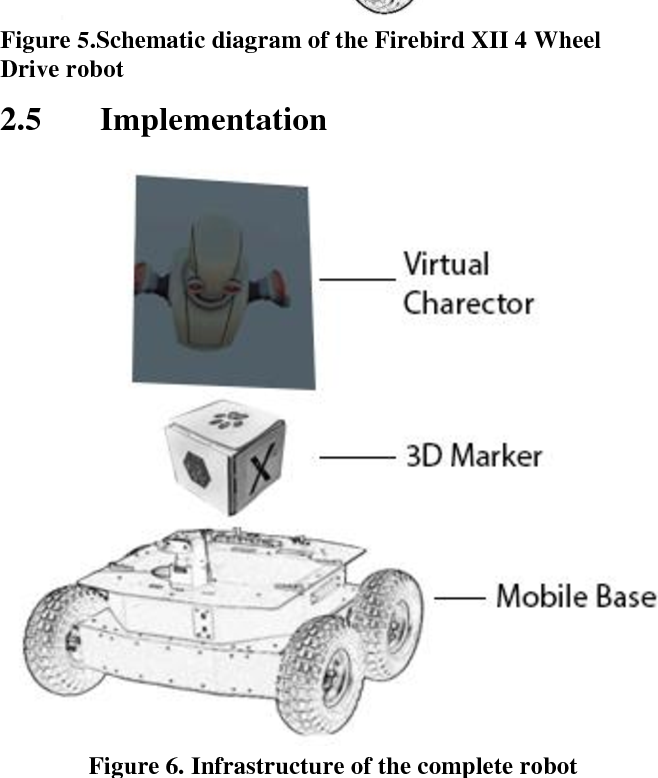 Figure 5.Schematic diagram of the Firebird XII 4 Wheel
Drive robot
2.5 Implementation
Virtual
Charector
3D Marker
X
Mobile Base
Figure 6. Infrastructure of the complete robot